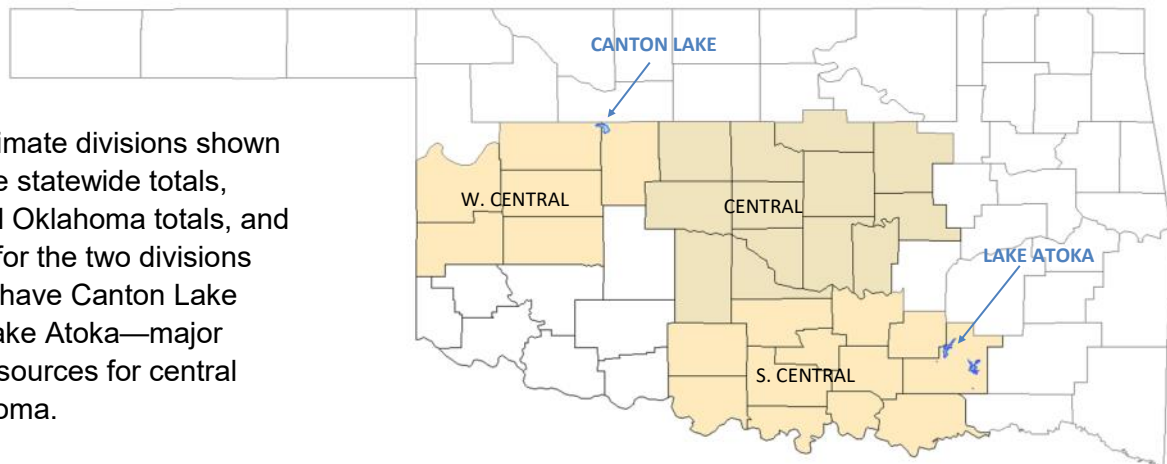 CANTON LAKE
imate divisions shown
e statewide totals,
Oklahoma totals, and
for the two divisions
have Canton Lake
ake Atoka—major
sources for central
oma.
W. CENTRAL
CENTRAL
LAKE ATOKA
S. CENTRAL